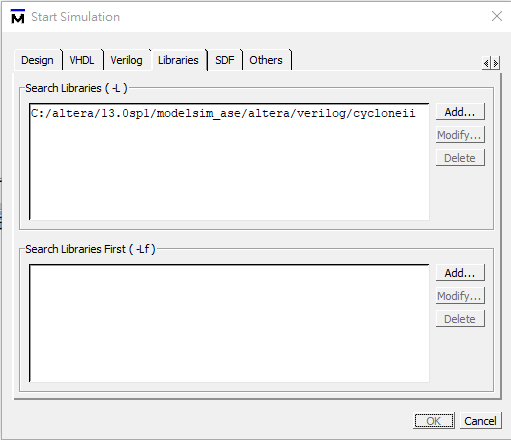 Start Simulation
Design VHDL Verilog Libraries SDF Others
Search Libraries ( -L )
C:/altera/13.0sp1/modelsim_ase/altera/verilog/cycloneii
Add...
Modify...
Delete
Search Libraries First ( -Lf )
Add...
Modify...
Delete
OK Cancel